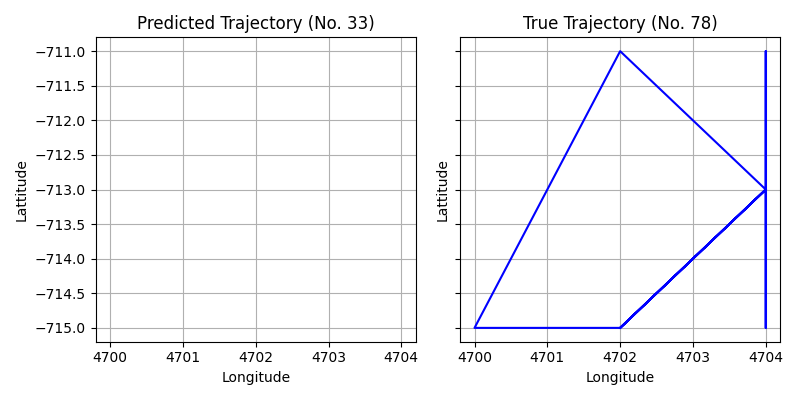 Predicted Trajectory (No. 33)
True Trajectory (No. 78)
−711.0
−711.5
−712.0
−712.5
−713.0
−713.5
−714.0
−714.5
−715.0
Lattitude
Lattitude
4700 4701 4702 4703 4704
4700 4701 4702 4703 4704
Longitude
Longitude